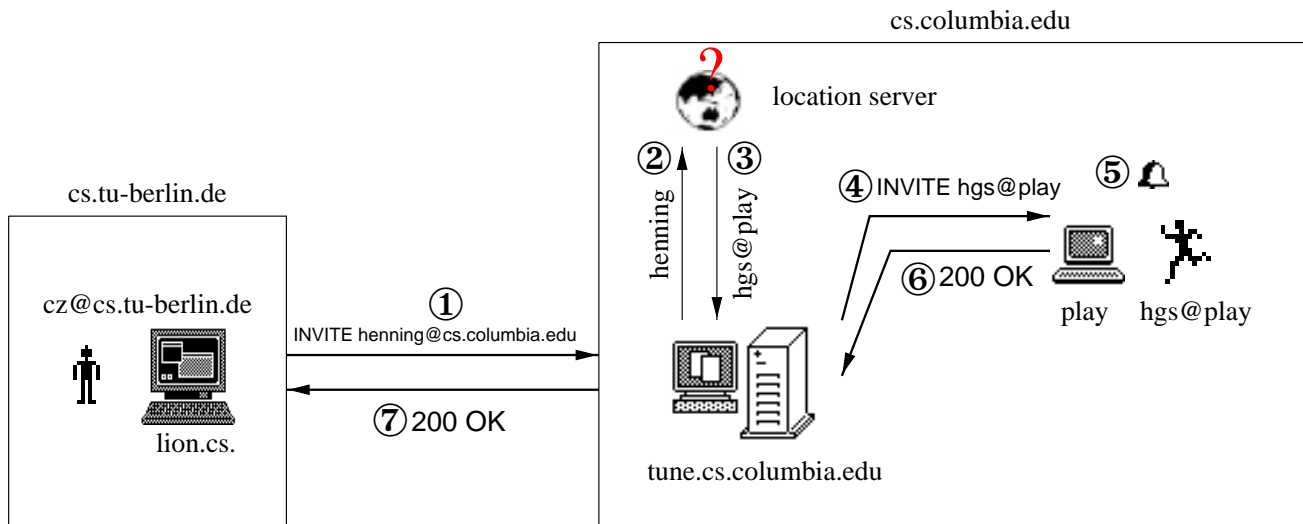 cs.columbia.edu
?
location server
② ③
henning
hgs@play
④ INVITE hgs@play
⑤
⑥ 200 OK
play
hgs@play
cs.tu-berlin.de
cz@cs.tu-berlin.de
①
INVITE henning@cs.columbia.edu
⑦ 200 OK
lion.cs.
tune.cs.columbia.edu